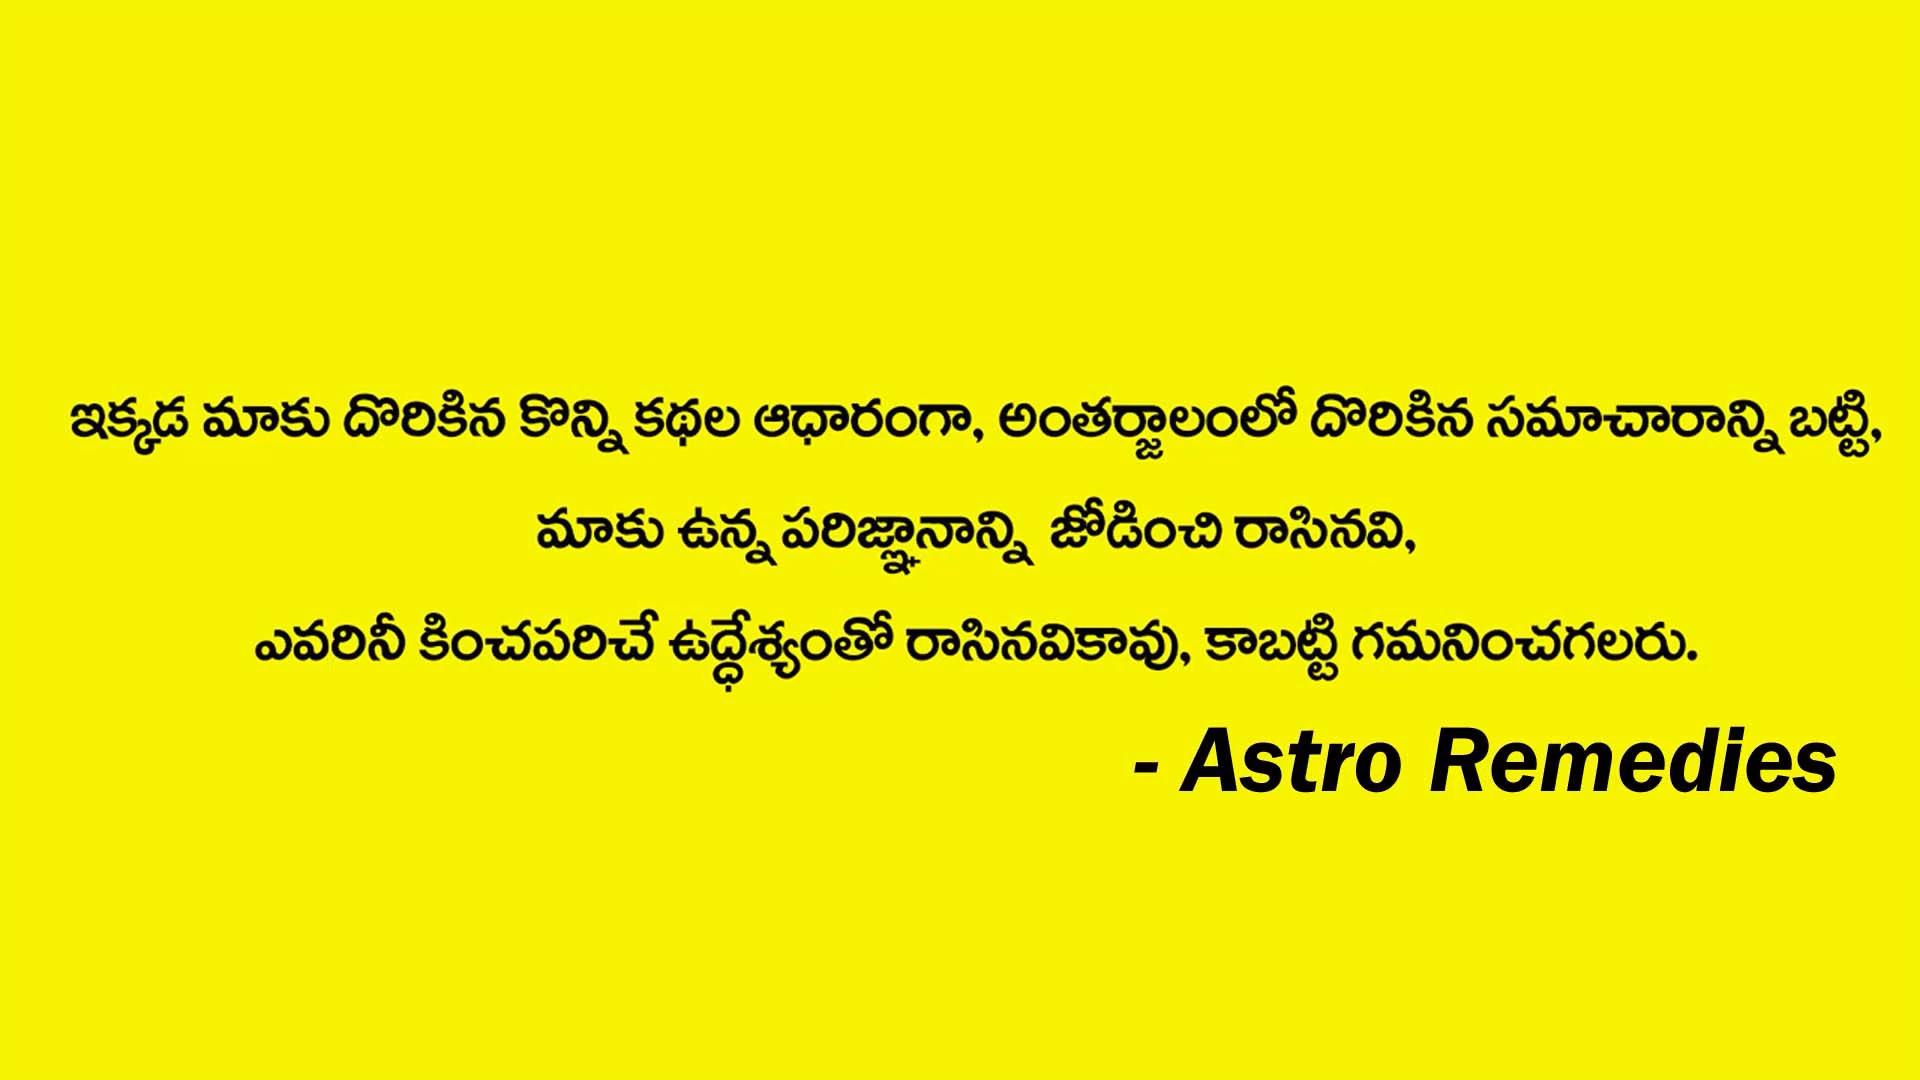 ఇక్కడ మాకు దొరికిన కొన్ని కథల ఆధారంగా, అంతర్జాలంలో దొరికిన సమాచారాన్ని బట్టి,
మాకు ఉన్న పరిజ్ఞానాన్ని జోడించి రాసినవి,
ఎవరినీ కించపరిచే ఉద్ధేశ్యంతో రాసినవికావు, కాబట్టి గమనించగలరు.
- Astro Remedies